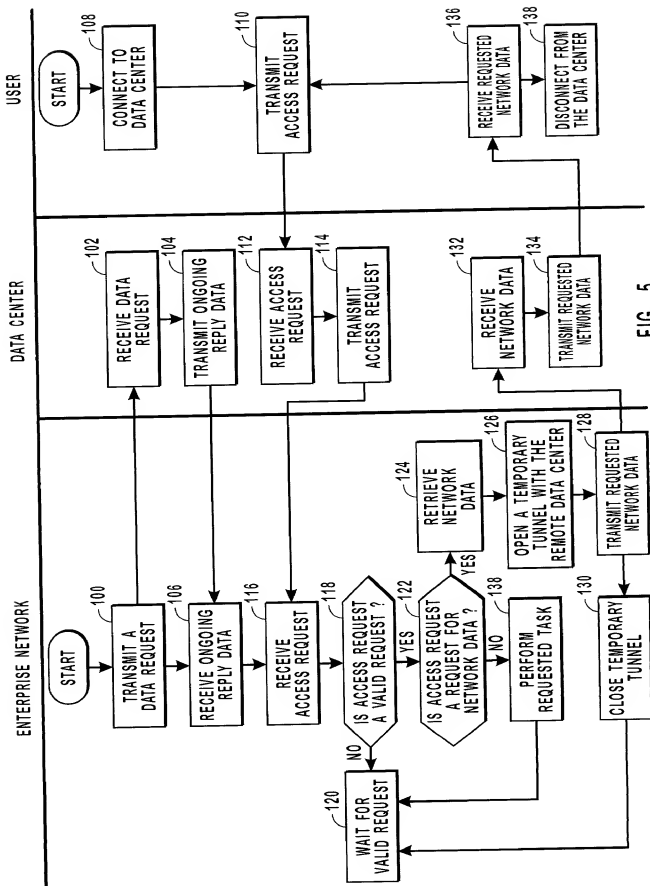 ENTERPRISE NETWORK
START
100
TRANSMIT A
DATA REQUEST
106
RECEIVE ONGOING
REPLY DATA
116
RECEIVE
ACCESS REQUEST
118
IS ACCESS REQUEST
A VALID REQUEST ?
NO
YES
120
WAIT FOR
VALID REQUEST
122
IS ACCESS REQUEST
A REQUEST FOR
NETWORK DATA ?
YES
NO
124
RETRIEVE
NETWORK
DATA
138
PERFORM
REQUESTED TASK
126
OPEN A TEMPORARY
TUNNEL WITH THE
REMOTE DATA CENTER
128
TRANSMIT REQUESTED
NETWORK DATA
130
CLOSE TEMPORARY
TUNNEL
DATA CENTER
102
RECEIVE DATA
REQUEST
104
TRANSMIT ONGOING
REPLY DATA
112
RECEIVE ACCESS
REQUEST
114
TRANSMIT
ACCESS REQUEST
132
RECEIVE
NETWORK DATA
134
TRANSMIT REQUESTED
NETWORK DATA
USER
START
108
CONNECT TO
DATA CENTER
110
TRANSMIT
ACCESS REQUEST
136
RECEIVE REQUESTED
NETWORK DATA
138
DISCONNECT FROM
THE DATA CENTER
FIG. 5